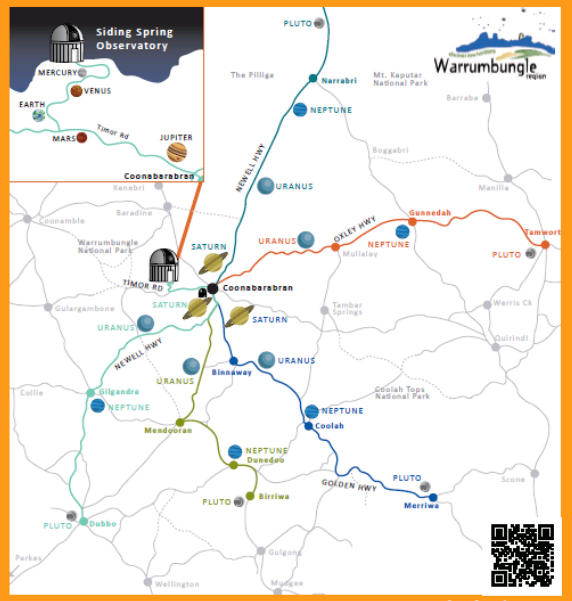 Siding Spring
Observatory
MERCURY
VENUS
EARTH
MARS
Timor Rd
JUPITER
Coonabarabran
PLUTO
The Pilliga
Narrabri
Mt. Kaputar
National Park
Warrumbungle
region
NEPTUNE
Barraba
Boggabri
NEWELL HWY
Kenebri
URANUS
Manilla
Baradine
Coonamble
Gunnedah
OXLEY HWY
Warrumbungle
National Park
SATURN
URANUS
Mullaley
NEPTUNE
Tamwort
PLUTO
TIMOR RD
Coonabarabran
SATURN
Gulargambone
Tambar
Springs
Werris Ck
SATURN
URANUS
Quirindi
NEWELL HWY
URANUS
Binnaway
URANUS
Collie
Gilgandra
NEPTUNE
Coolah Tops
National Park
NEPTUNE
Coolah
Mendooran
NEPTUNE
Dunedoo
GOLDEN HWY
PLUTO
Scone
PLUTO
Birriwa
Merriwa
PLUTO
Dubbo
Parkes
Gulgong
Wellington
Mudgee